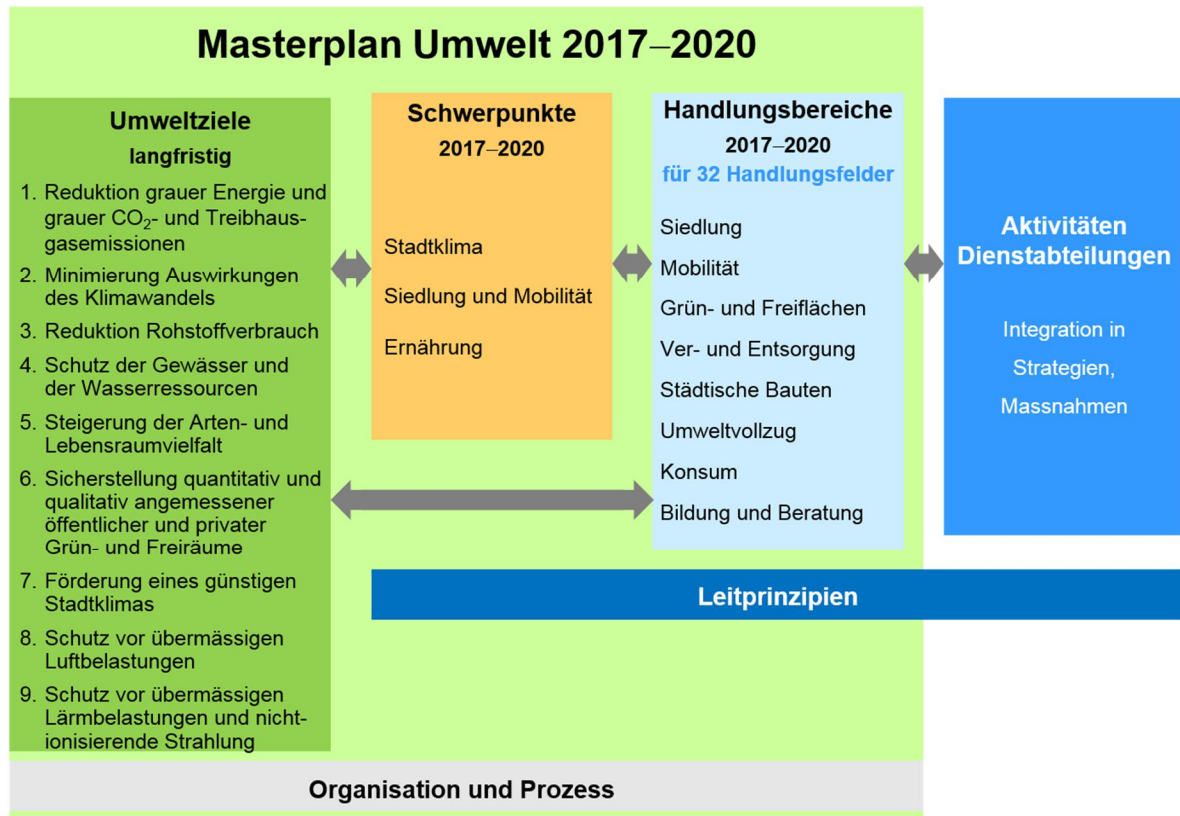 Masterplan Umwelt 2017–2020
Umweltziele
langfristig
1. Reduktion grauer Energie und
grauer CO₂- und Treibhaus-
gasemissionen
2. Minimierung Auswirkungen
des Klimawandels
3. Reduktion Rohstoffverbrauch
4. Schutz der Gewässer und
der Wasserressourcen
5. Steigerung der Arten- und
Lebensraumvielfalt
6. Sicherstellung quantitativ und
qualitativ angemessener
öffentlicher und privater
Grün- und Freiräume
7. Förderung eines günstigen
Stadtklimas
8. Schutz vor übermässigen
Luftbelastungen
9. Schutz vor übermässigen
Lärmbelastungen und nicht-
ionisierende Strahlung
Schwerpunkte
2017–2020
Stadtklima
Siedlung und Mobilität
Ernährung
Handlungsbereiche
2017–2020
für 32 Handlungsfelder
Siedlung
Mobilität
Grün- und Freiflächen
Ver- und Entsorgung
Städtische Bauten
Umweltvollzug
Konsum
Bildung und Beratung
Aktivitäten
Dienstabteilungen
Integration in
Strategien,
Massnahmen
Leitprinzipien
Organisation und Prozess